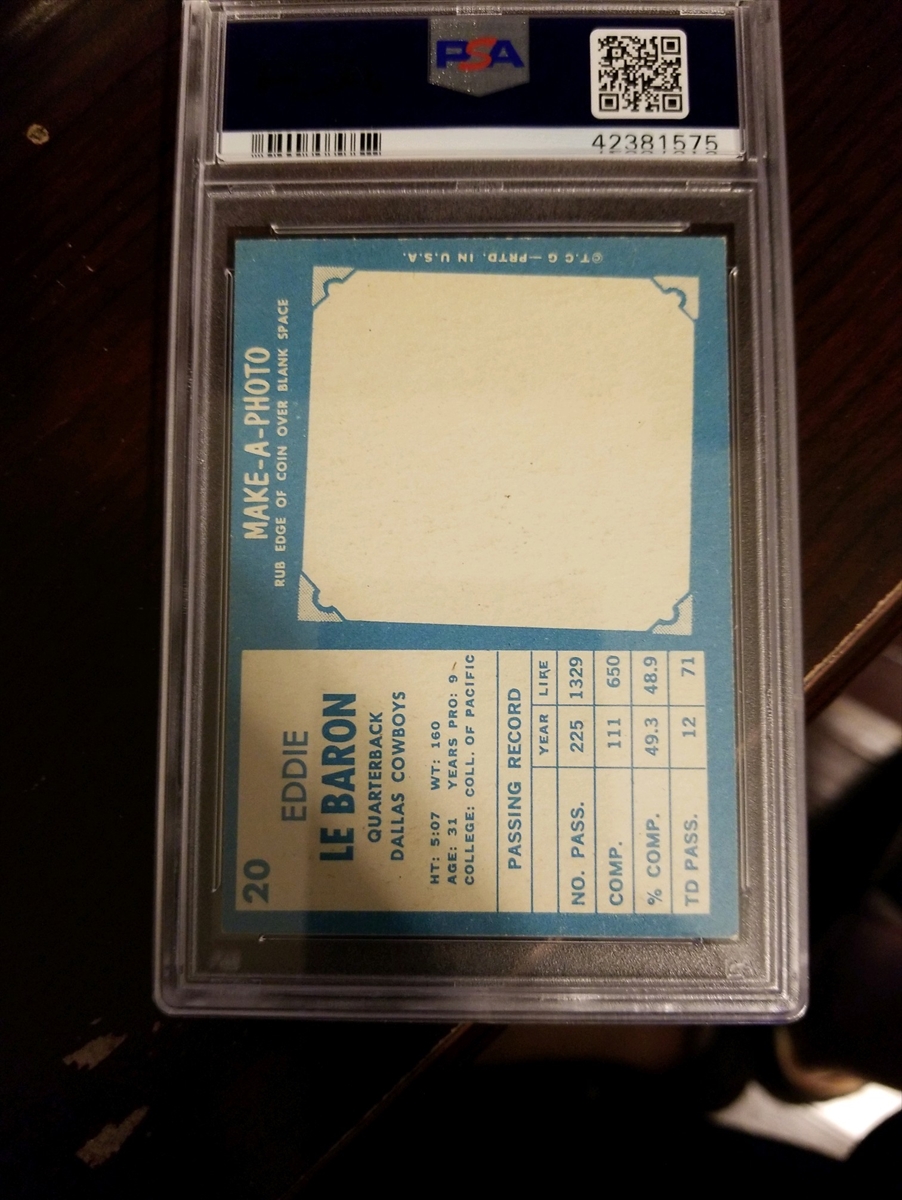 PSA
42381575
©T.C.G—PRTD. IN U.S.A.
MAKE-A-PHOTO
RUB EDGE OF COIN OVER BLANK SPACE
20
EDDIE
LE BARON
QUARTERBACK
DALLAS COWBOYS
HT: 5:07 WT: 160
AGE: 31 YEARS PRO: 9
COLLEGE: COLL. OF PACIFIC
PASSING RECORD
YEAR LIFE
NO. PASS. 225 1329
COMP. 111 650
% COMP. 49.3 48.9
TD PASS. 12 71